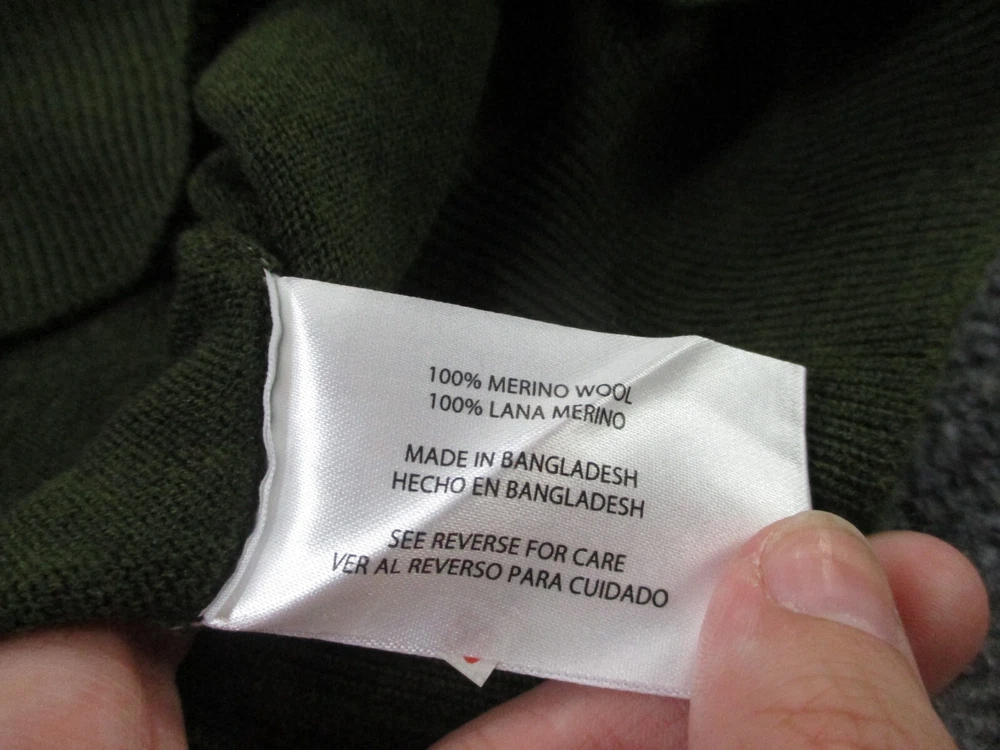 100% MERINO WOOL
100% LANA MERINO
MADE IN BANGLADESH
HECHO EN BANGLADESH
SEE REVERSE FOR CARE
VER AL REVERSO PARA CUIDADO